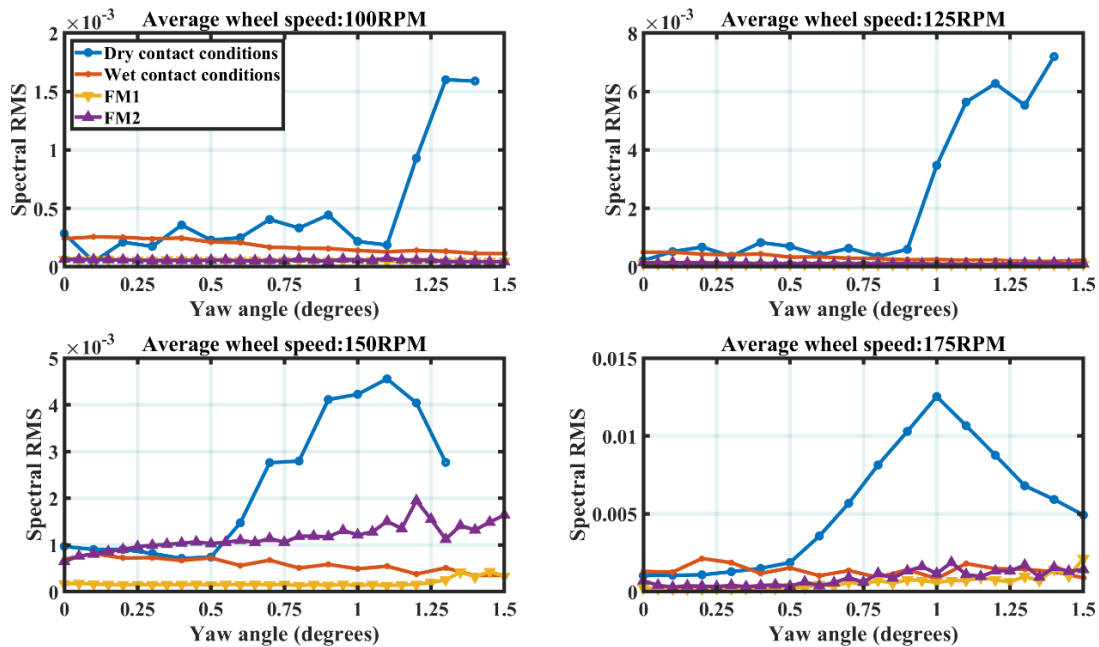 Average wheel speed:100RPM
×10⁻³
2
1.5
1
0.5
0
Spectral RMS
Dry contact conditions
Wet contact conditions
FM1
FM2
0 0.25 0.5 0.75 1 1.25 1.5
Yaw angle (degrees)
Average wheel speed:125RPM
×10⁻³
8
6
4
2
0
Spectral RMS
0 0.25 0.5 0.75 1 1.25 1.5
Yaw angle (degrees)
Average wheel speed:150RPM
×10⁻³
5
4
3
2
1
0
Spectral RMS
0 0.25 0.5 0.75 1 1.25 1.5
Yaw angle (degrees)
Average wheel speed:175RPM
0.015
0.01
0.005
0
Spectral RMS
0 0.25 0.5 0.75 1 1.25 1.5
Yaw angle (degrees)